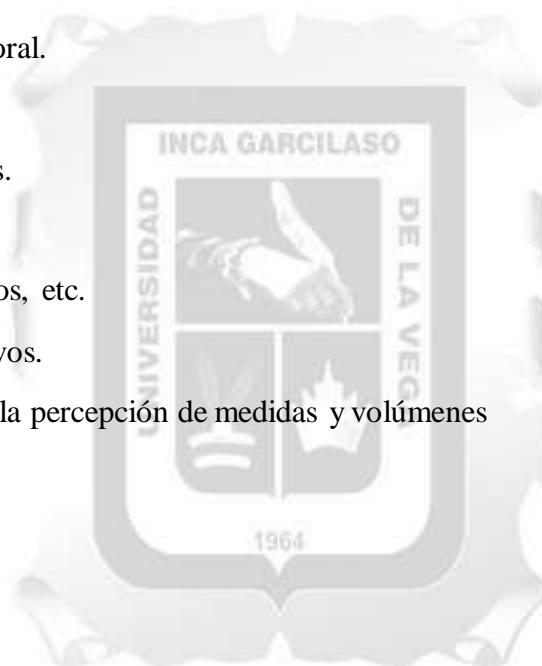 oral.
INCA GARCILASO
s.
UNIVERSIDAD
DE LA VEGA
os, etc.
vos.
la percepción de medidas y volúmenes
1964